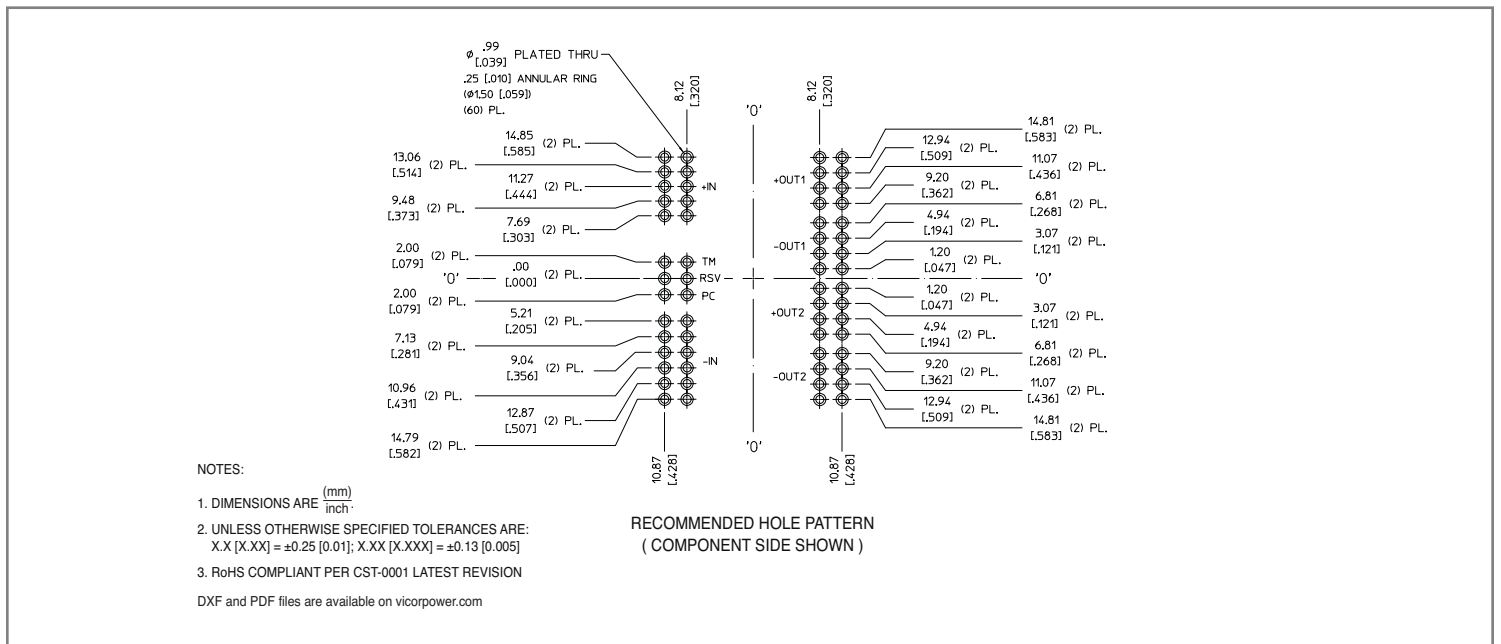 ø .99 PLATED THRU
[.039]
.25 [.010] ANNULAR RING
(ø1.50 [.059])
(60) PL.
8.12
[.320]
'0'
8.12
[.320]
14.85 (2) PL.
[.585]
13.06 (2) PL.
[.514]
11.27 (2) PL.
[.444]
9.48 (2) PL.
[.373]
7.69 (2) PL.
[.303]
2.00 (2) PL.
[.079]
'0'
.00 (2) PL.
[.000]
2.00 (2) PL.
[.079]
5.21 (2) PL.
[.205]
7.13 (2) PL.
[.281]
9.04 (2) PL.
[.356]
10.96 (2) PL.
[.431]
12.87 (2) PL.
[.507]
14.79 (2) PL.
[.582]
+IN
TM
RSV
PC
-IN
10.87
[.428]
'0'
+OUT1
-OUT1
+OUT2
-OUT2
10.87
[.428]
14.81 (2) PL.
[.583]
12.94 (2) PL.
[.509]
11.07 (2) PL.
[.436]
9.20 (2) PL.
[.362]
6.81 (2) PL.
[.268]
4.94 (2) PL.
[.194]
3.07 (2) PL.
[.121]
1.20 (2) PL.
[.047]
'0'
1.20 (2) PL.
[.047]
3.07 (2) PL.
[.121]
4.94 (2) PL.
[.194]
6.81 (2) PL.
[.268]
9.20 (2) PL.
[.362]
11.07 (2) PL.
[.436]
12.94 (2) PL.
[.509]
14.81 (2) PL.
[.583]
NOTES:
1. DIMENSIONS ARE (mm)
inch.
2. UNLESS OTHERWISE SPECIFIED TOLERANCES ARE:
X.X [X.XX] = ±0.25 [0.01]; X.XX [X.XXX] = ±0.13 [0.005]
3. RoHS COMPLIANT PER CST-0001 LATEST REVISION
DXF and PDF files are available on vicorpower.com
RECOMMENDED HOLE PATTERN
( COMPONENT SIDE SHOWN )